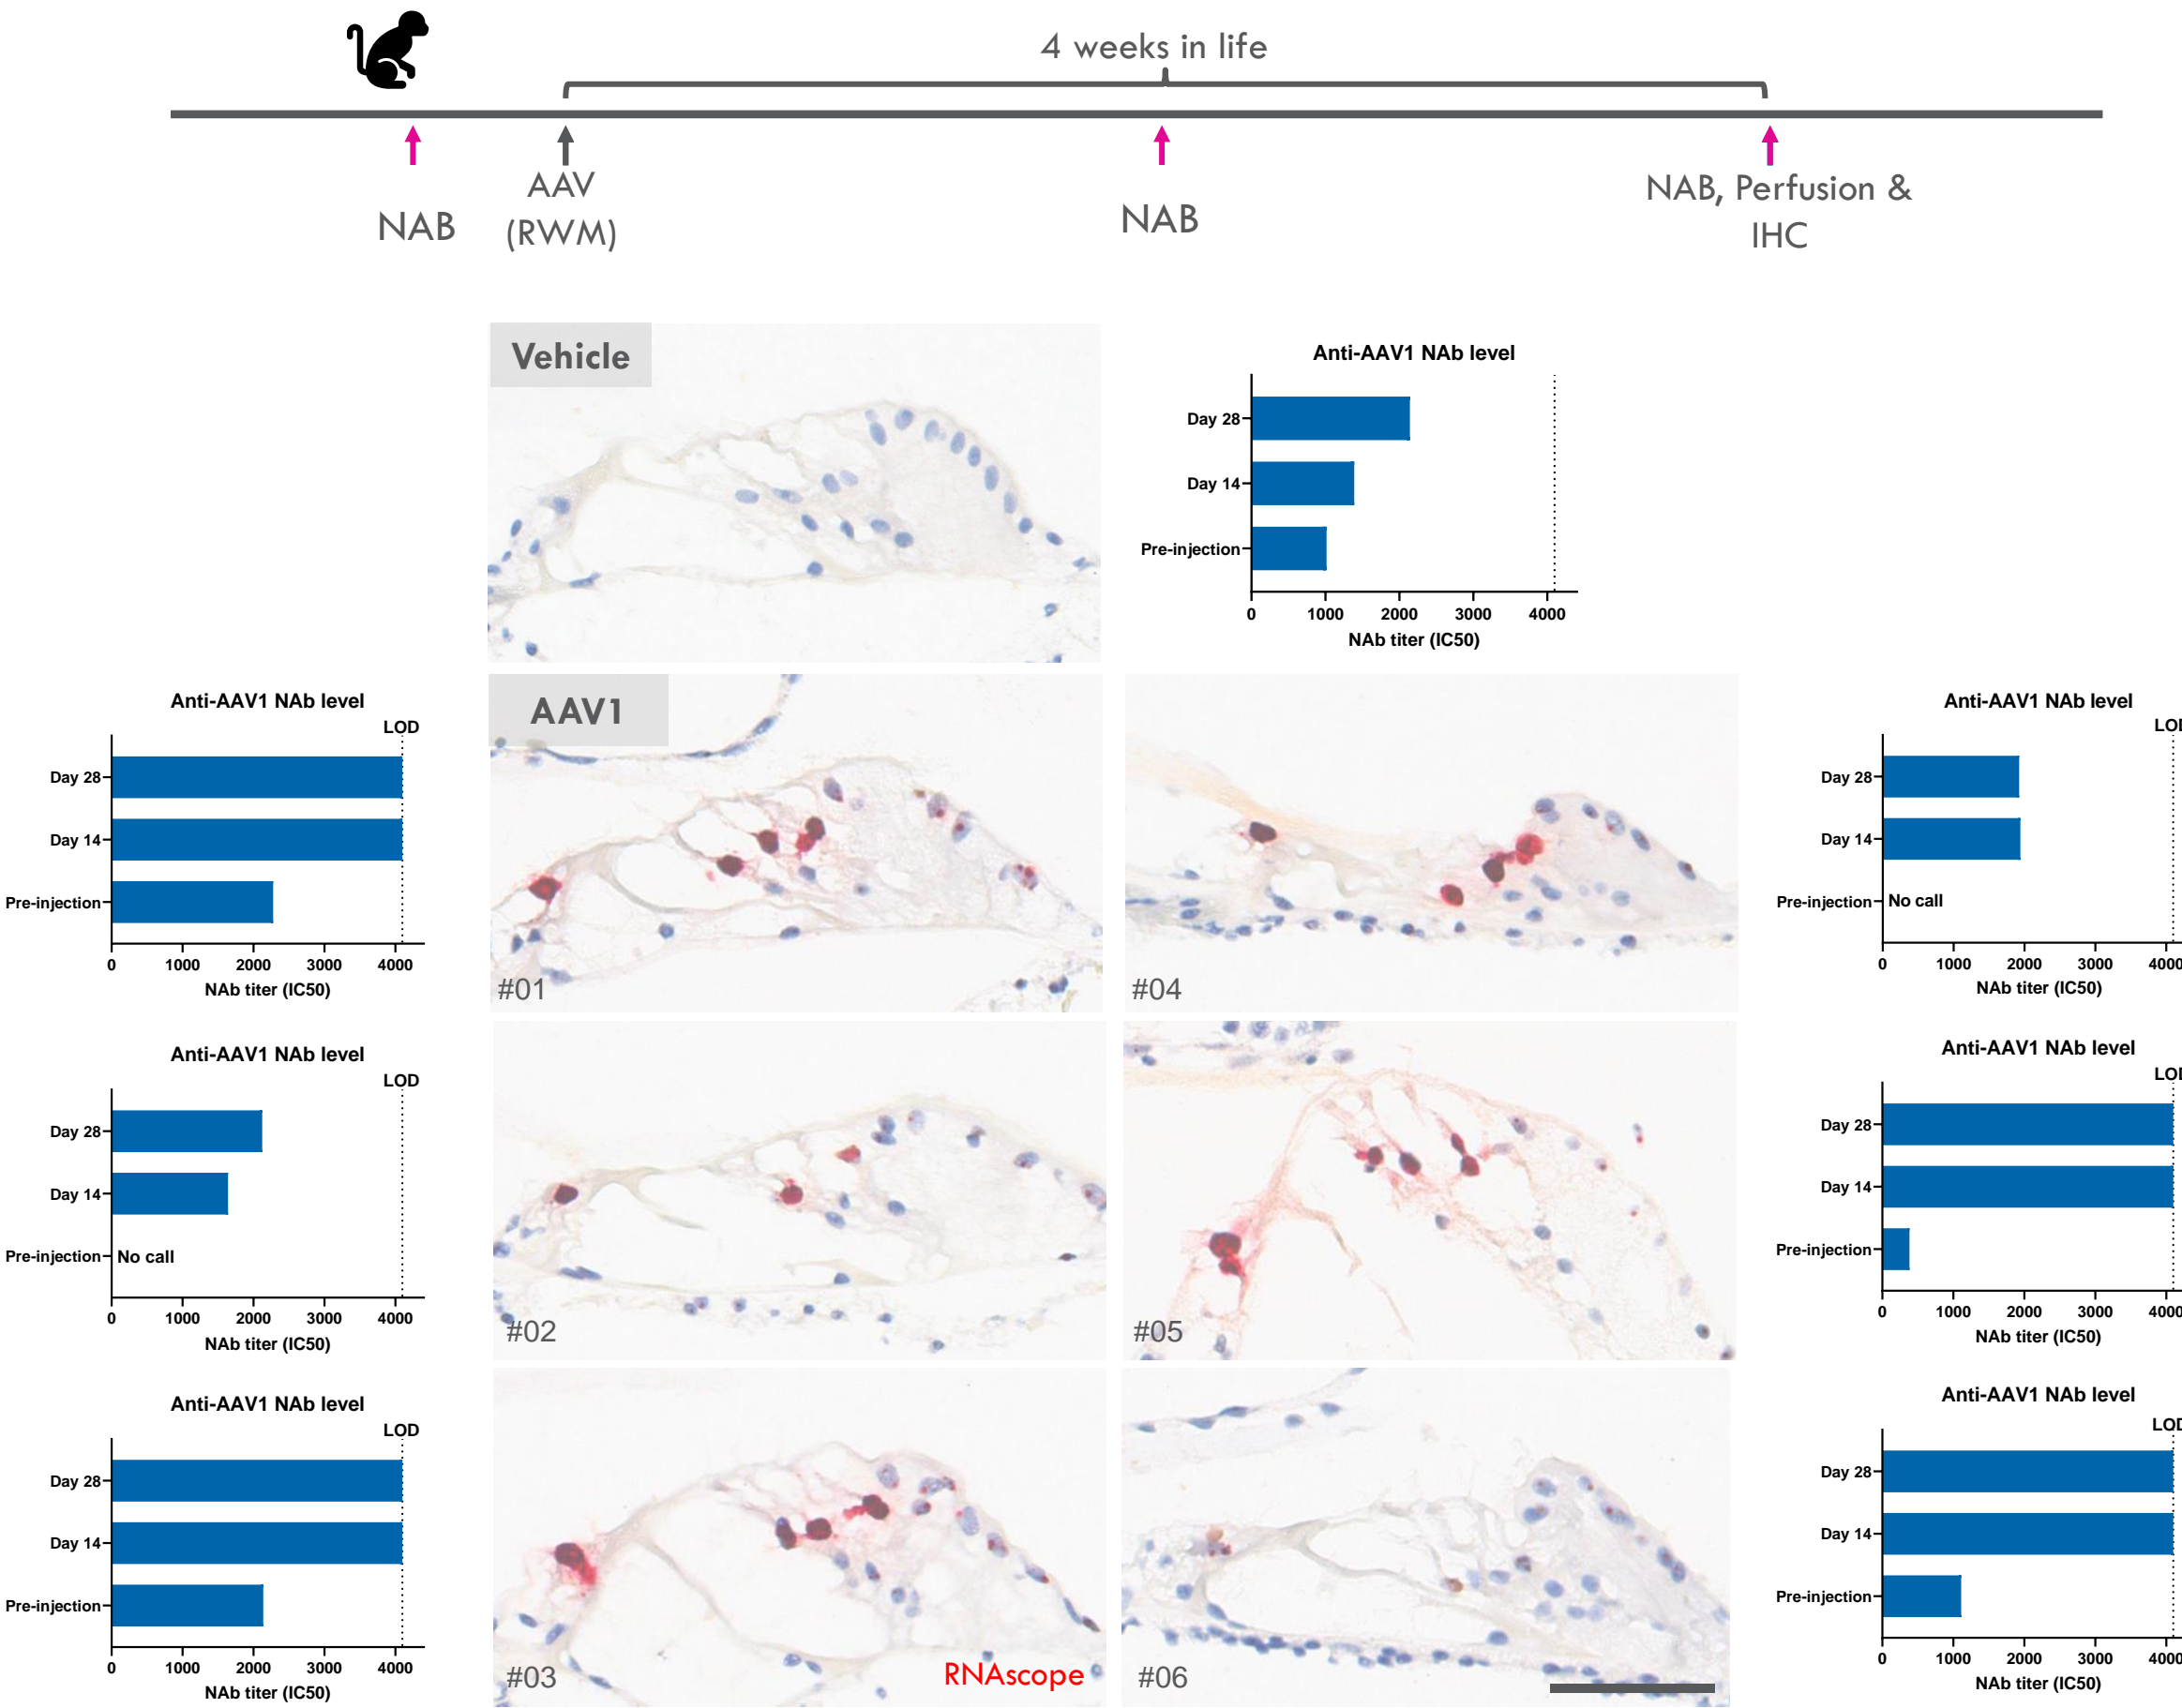 4 weeks in life
NAB
AAV
(RWM)
NAB
NAB, Perfusion &
IHC
Vehicle
Anti-AAV1 NAb level
Day 28
Day 14
Pre-injection
0 1000 2000 3000 4000
NAb titer (IC50)
Anti-AAV1 NAb level
LOD
Day 28
Day 14
Pre-injection
0 1000 2000 3000 4000
NAb titer (IC50)
AAV1
#01
#04
Anti-AAV1 NAb level
LOD
Day 28
Day 14
Pre-injection No call
0 1000 2000 3000 4000
NAb titer (IC50)
Anti-AAV1 NAb level
LOD
Day 28
Day 14
Pre-injection No call
0 1000 2000 3000 4000
NAb titer (IC50)
#02
#05
Anti-AAV1 NAb level
LOD
Day 28
Day 14
Pre-injection
0 1000 2000 3000 4000
NAb titer (IC50)
Anti-AAV1 NAb level
LOD
Day 28
Day 14
Pre-injection
0 1000 2000 3000 4000
NAb titer (IC50)
#03
RNAscope
#06
Anti-AAV1 NAb level
LOD
Day 28
Day 14
Pre-injection
0 1000 2000 3000 4000
NAb titer (IC50)